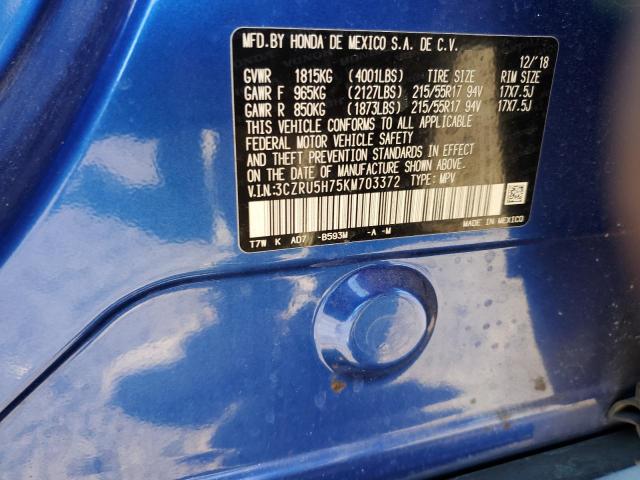 MFD.BY HONDA DE MEXICO S.A. DE C.V.
12/'18
GVWR 1815KG (4001LBS) TIRE SIZE RIM SIZE
GAWR F 965KG (2127LBS) 215/55R17 94V 17X7.5J
GAWR R 850KG (1873LBS) 215/55R17 94V 17X7.5J
THIS VEHICLE CONFORMS TO ALL APPLICABLE
FEDERAL MOTOR VEHICLE SAFETY
AND THEFT PREVENTION STANDARDS IN EFFECT
ON THE DATE OF MANUFACTURE SHOWN ABOVE.
V.I.N:3CZRU5H75KM703372 TYPE: MPV
T7W K AD7 -B593M -A -M MADE IN MEXICO